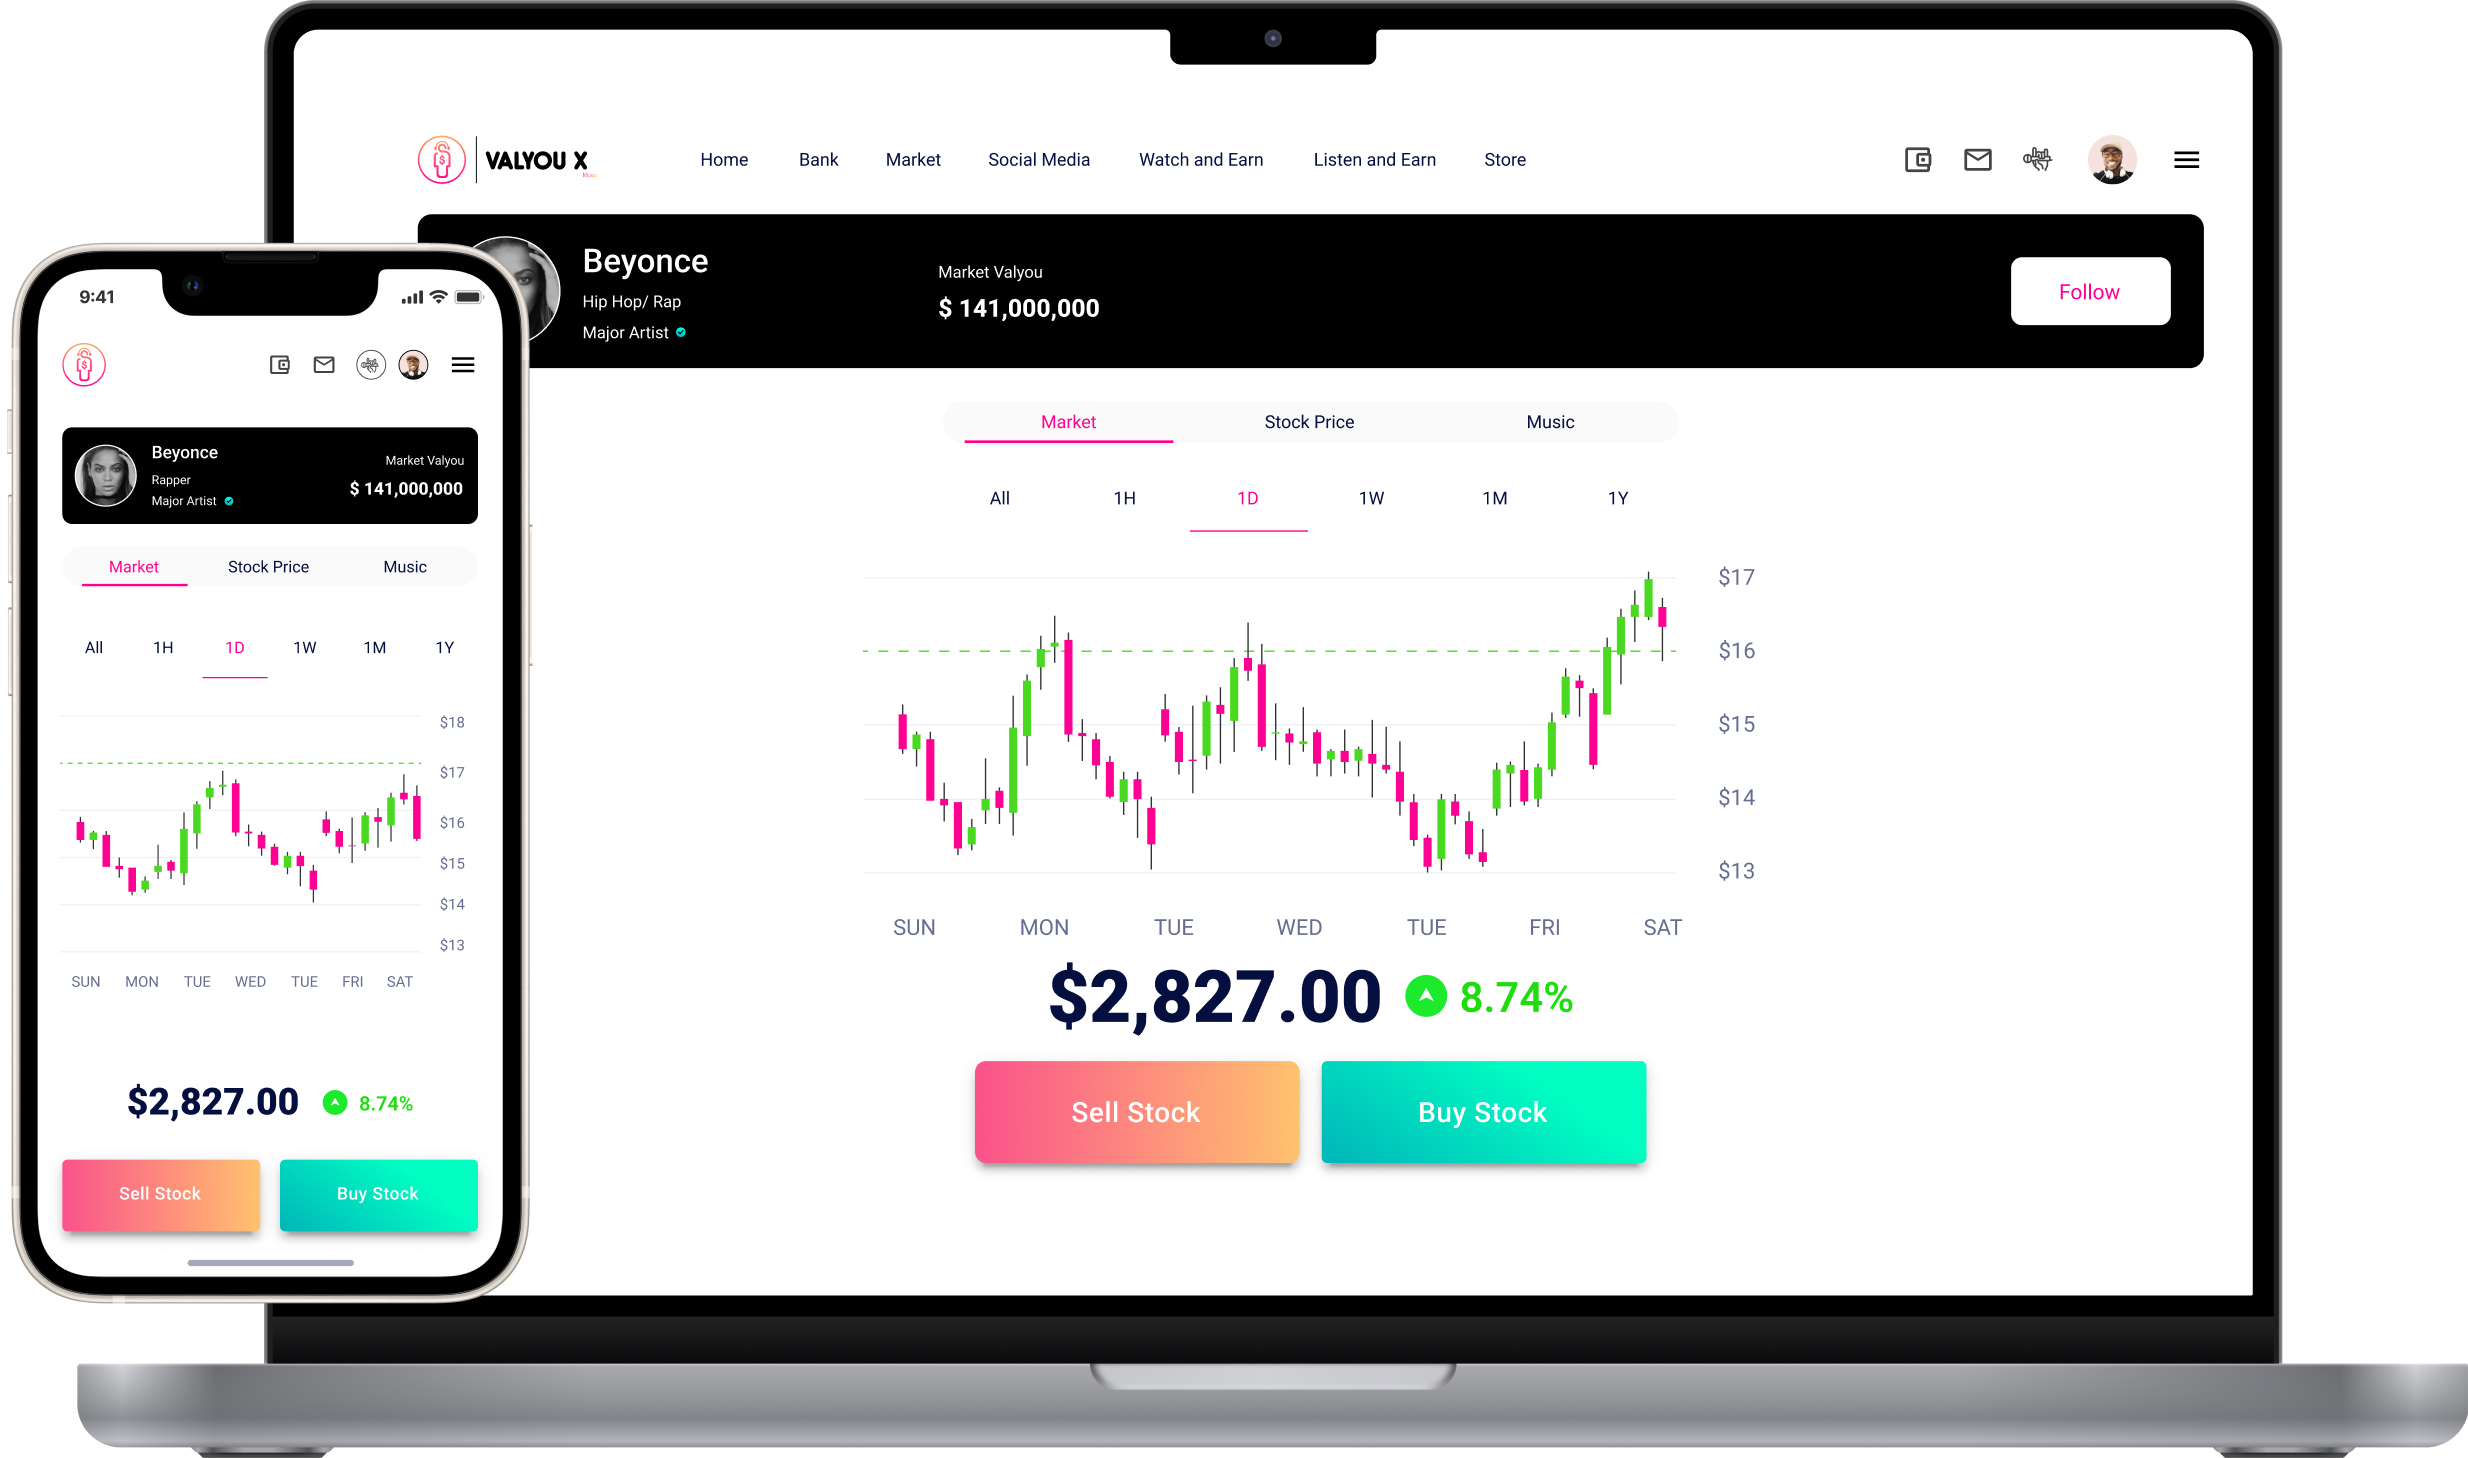 VALYOU X
Music
Home Bank Market Social Media Watch and Earn Listen and Earn Store
Beyonce
Hip Hop/ Rap
Major Artist
Market Valyou
$ 141,000,000
Follow
Market Stock Price Music
All 1H 1D 1W 1M 1Y
$17
$16
$15
$14
$13
SUN MON TUE WED TUE FRI SAT
$2,827.00 8.74%
Sell Stock Buy Stock
9:41
Beyonce
Rapper
Major Artist
Market Valyou
$ 141,000,000
Market Stock Price Music
All 1H 1D 1W 1M 1Y
$18
$17
$16
$15
$14
$13
SUN MON TUE WED TUE FRI SAT
$2,827.00 8.74%
Sell Stock Buy Stock